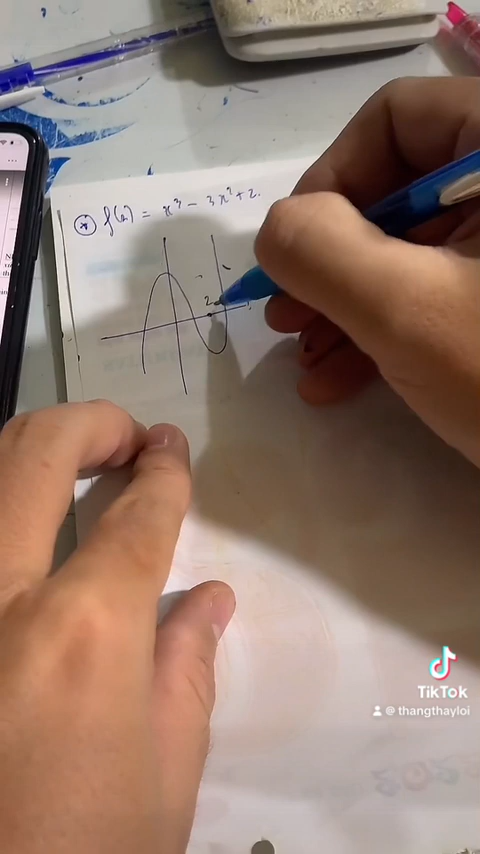 * f(x) = x³ - 3x² + 2.
2
TikTok
@ thangthayloi